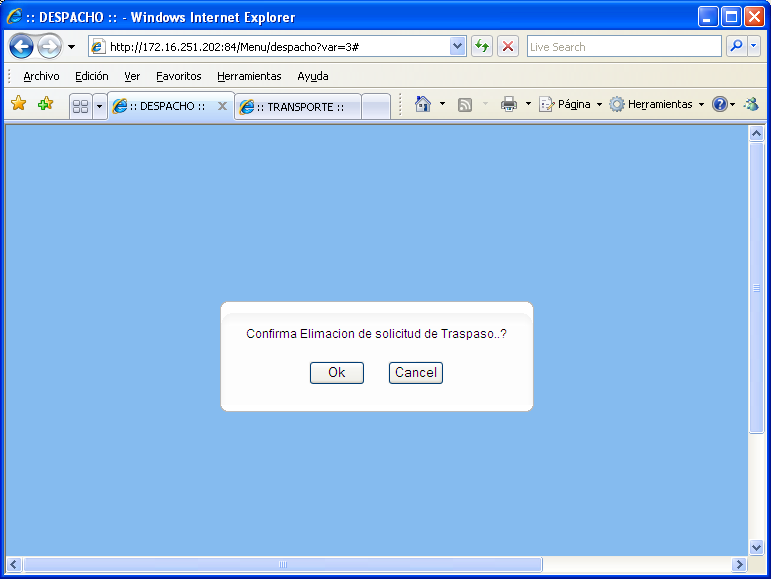 :: DESPACHO :: - Windows Internet Explorer
http://172.16.251.202:84/Menu/despacho?var=3#
Live Search
Archivo Edición Ver Favoritos Herramientas Ayuda
:: DESPACHO :: :: TRANSPORTE :: Página Herramientas
Confirma Elimacion de solicitud de Traspaso..?
Ok Cancel